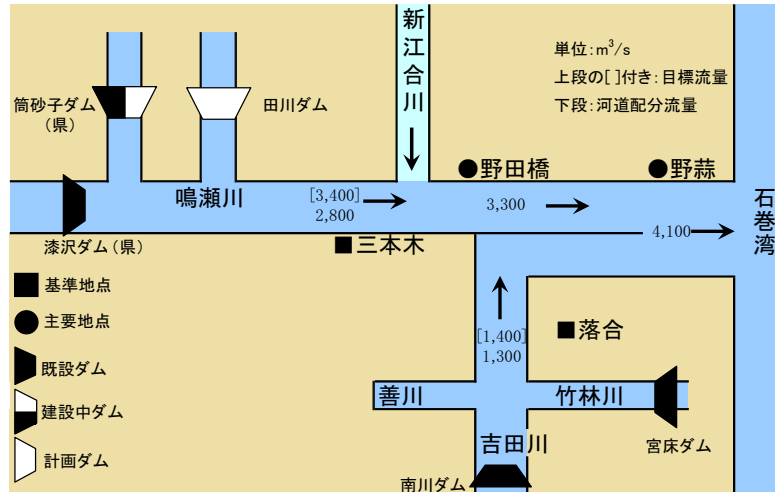 新江合川
単位:m³/s
上段の[ ]付き:目標流量
下段:河道配分流量
筒砂子ダム
(県)
田川ダム
野田橋
野蒜
鳴瀬川
[3,400]
2,800
3,300
4,100
石巻湾
漆沢ダム(県)
三本木
基準地点
主要地点
既設ダム
建設中ダム
計画ダム
[1,400]
1,300
落合
善川
竹林川
吉田川
宮床ダム
南川ダム